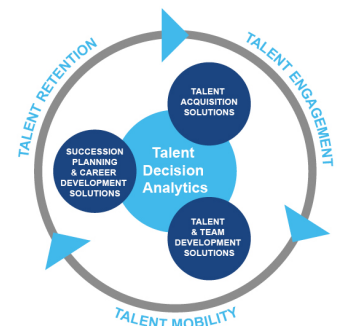 TALENT RETENTION
TALENT ENGAGEMENT
TALENT
ACQUISITION
SOLUTIONS
SUCCESSION
PLANNING
& CAREER
DEVELOPMENT
SOLUTIONS
Talent
Decision
Analytics
TALENT
& TEAM
DEVELOPMENT
SOLUTIONS
TALENT MOBILITY